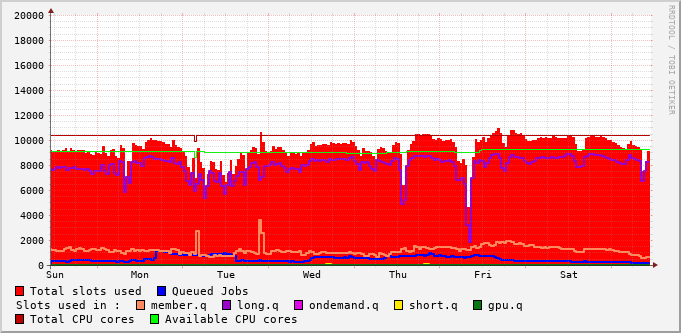 20000
18000
16000
14000
12000
10000
8000
6000
4000
2000
0
Sun Mon Tue Wed Thu Fri Sat
Total slots used Queued Jobs
Slots used in : member.q long.q ondemand.q short.q gpu.q
Total CPU cores Available CPU cores
RRDTOOL / TOBI OETIKER